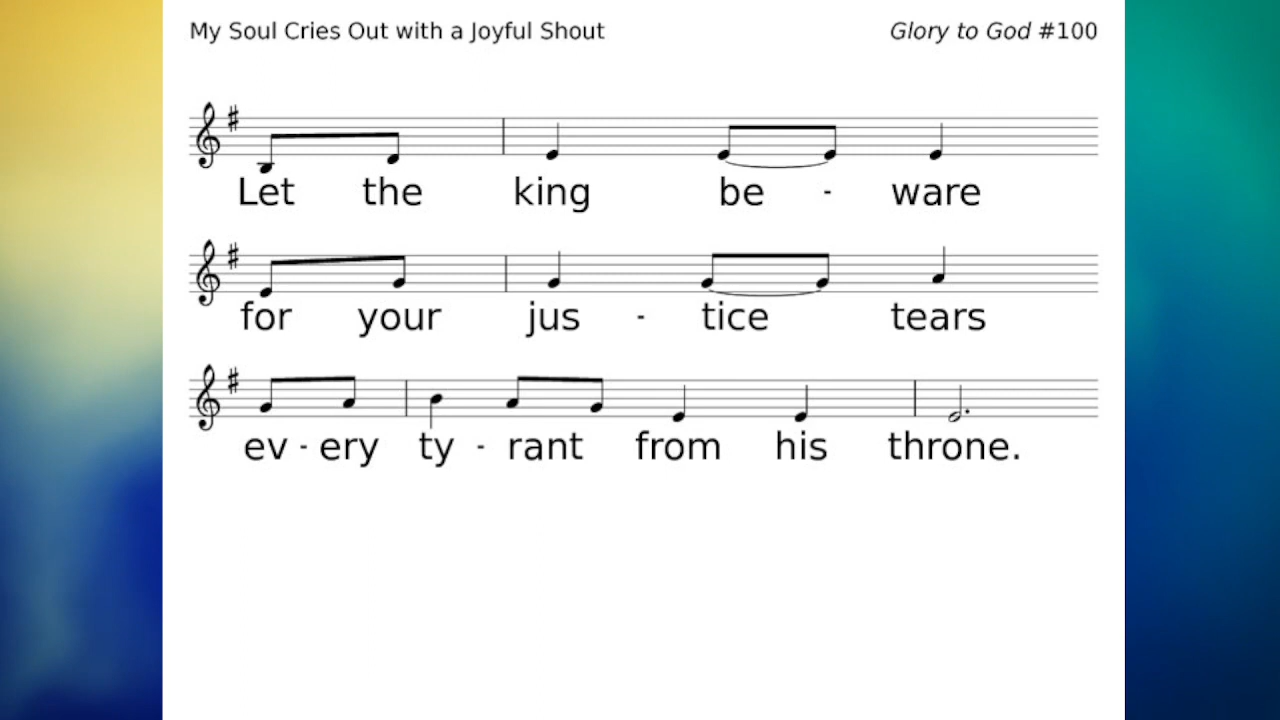 My Soul Cries Out with a Joyful Shout Glory to God #100
Let the king be - ware
for your jus - tice tears
ev - ery ty - rant from his throne.